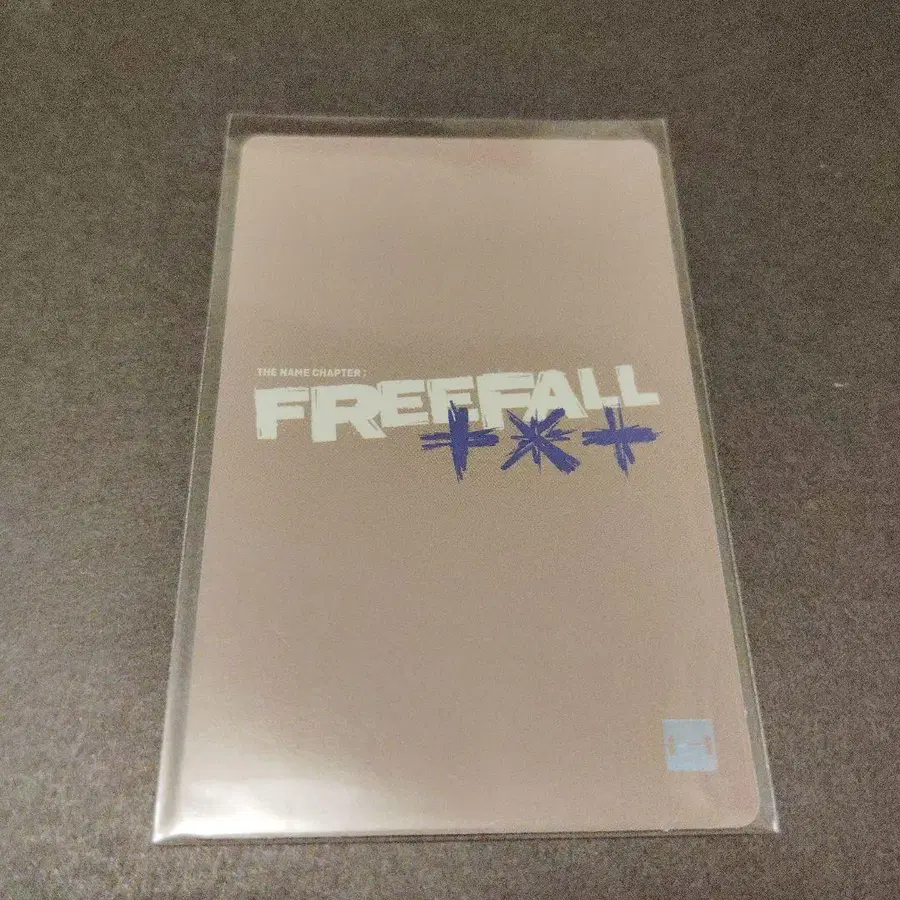 THE NAME CHAPTER :
FREEFALL
+*+